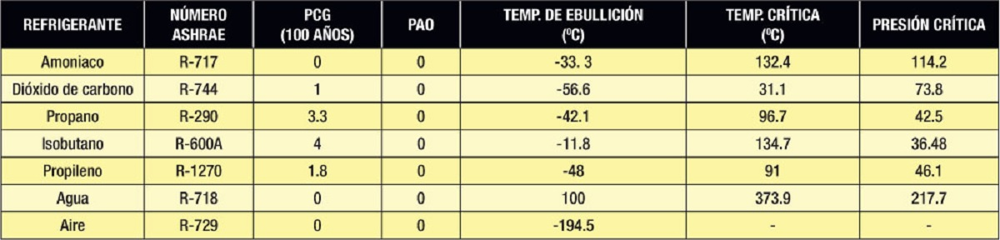 REFRIGERANTE NÚMERO ASHRAE PCG (100 AÑOS) PAO TEMP. DE EBULLICIÓN (ºC) TEMP. CRÍTICA (ºC) PRESIÓN CRÍTICA
Amoniaco R-717 0 0 -33. 3 132.4 114.2
Dióxido de carbono R-744 1 0 -56.6 31.1 73.8
Propano R-290 3.3 0 -42.1 96.7 42.5
Isobutano R-600A 4 0 -11.8 134.7 36.48
Propileno R-1270 1.8 0 -48 91 46.1
Agua R-718 0 0 100 373.9 217.7
Aire R-729 0 0 -194.5 - -